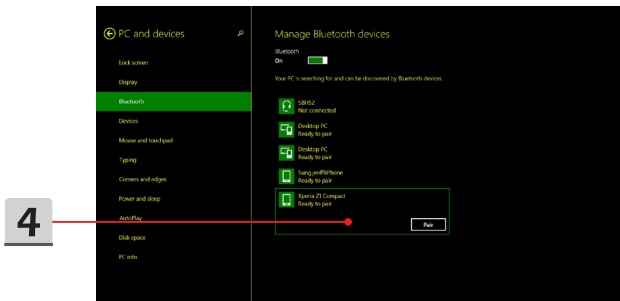 PC and devices
Lock screen
Display
Bluetooth
Devices
Mouse and touchpad
Typing
Corners and edges
Power and sleep
AutoPlay
Disk space
PC info
Manage Bluetooth devices
Bluetooth
On
Your PC is searching for and can be discovered by Bluetooth devices.
SBH52
Not connected
Desktop PC
Ready to pair
Desktop PC
Ready to pair
Ready to pair
Xperia Z1 Compact
Ready to pair
Pair
4